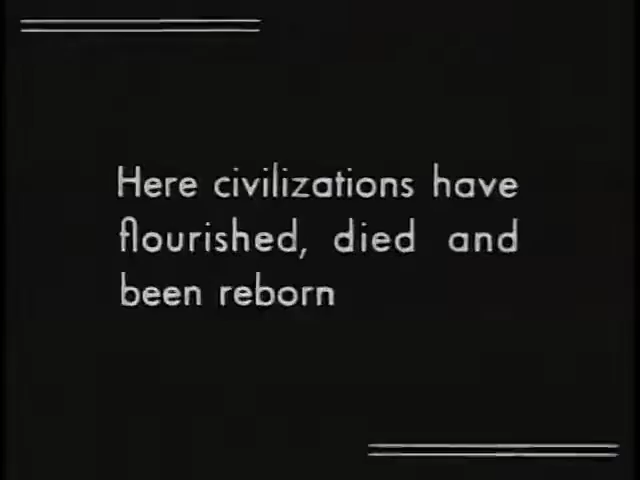 Here civilizations have
flourished, died and
been reborn